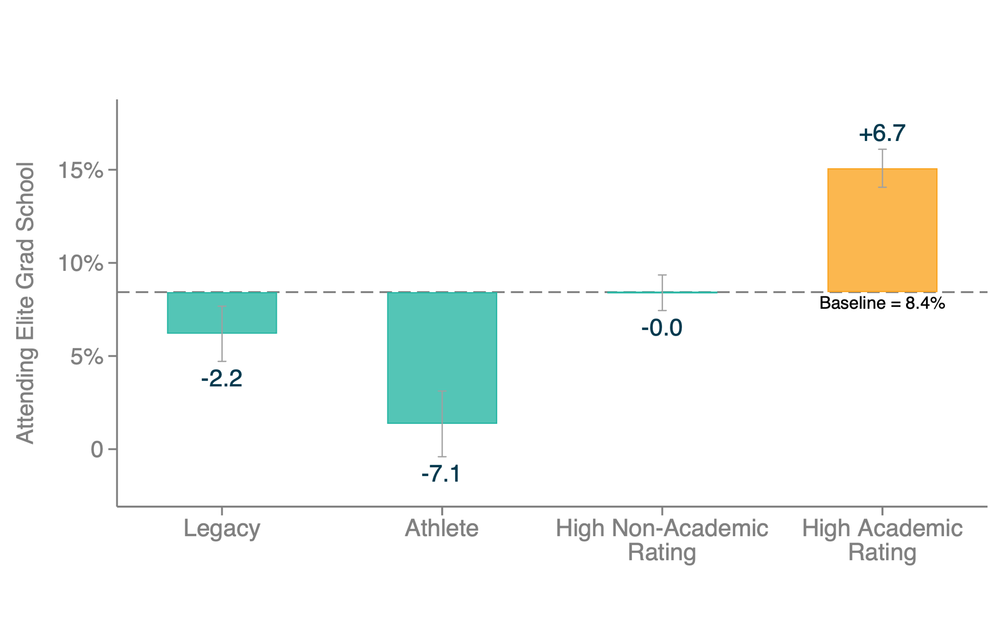 Attending Elite Grad School
15%
10%
5%
0
+6.7
Baseline = 8.4%
-0.0
-2.2
-7.1
Legacy
Athlete
High Non-Academic
Rating
High Academic
Rating